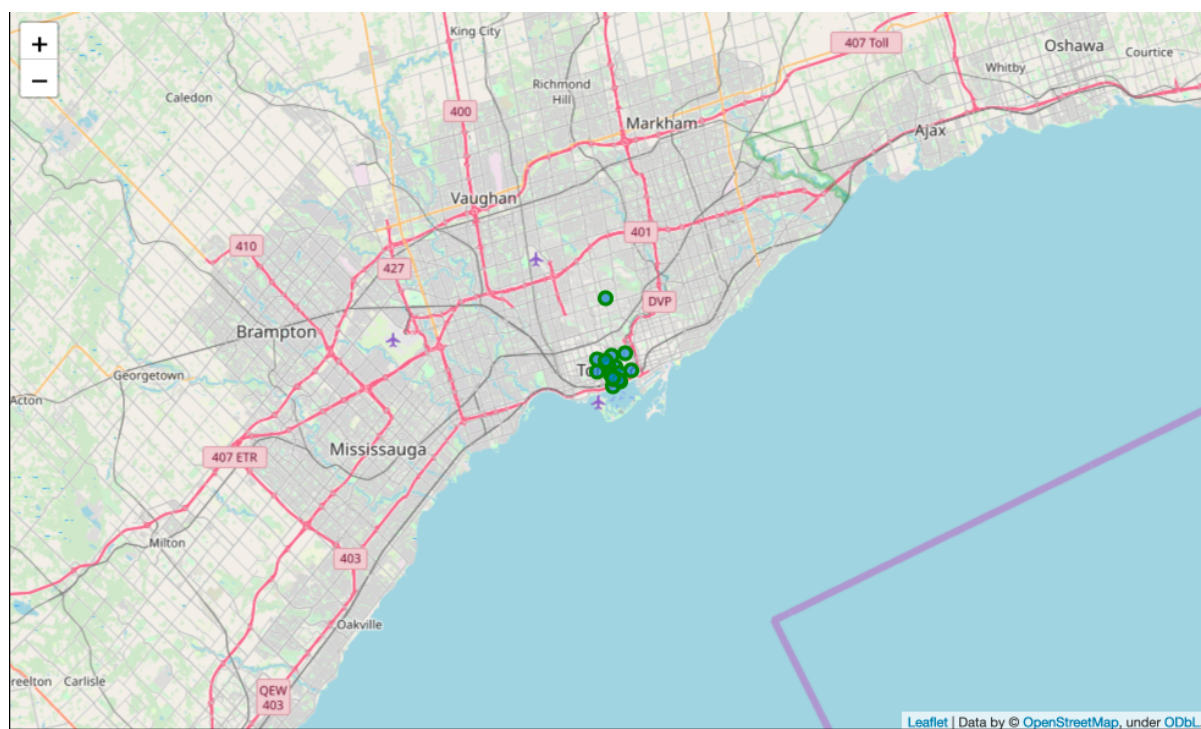 +
−
King City
407 Toll
Oshawa
Courtice
Whitby
Richmond
Hill
Caledon
400
Markham
Ajax
Vaughan
401
410
427
DVP
Brampton
Georgetown
To
Acton
Mississauga
407 ETR
Milton
403
Oakville
reelton
Carlisle
QEW
403
Leaflet | Data by © OpenStreetMap, under ODbL.